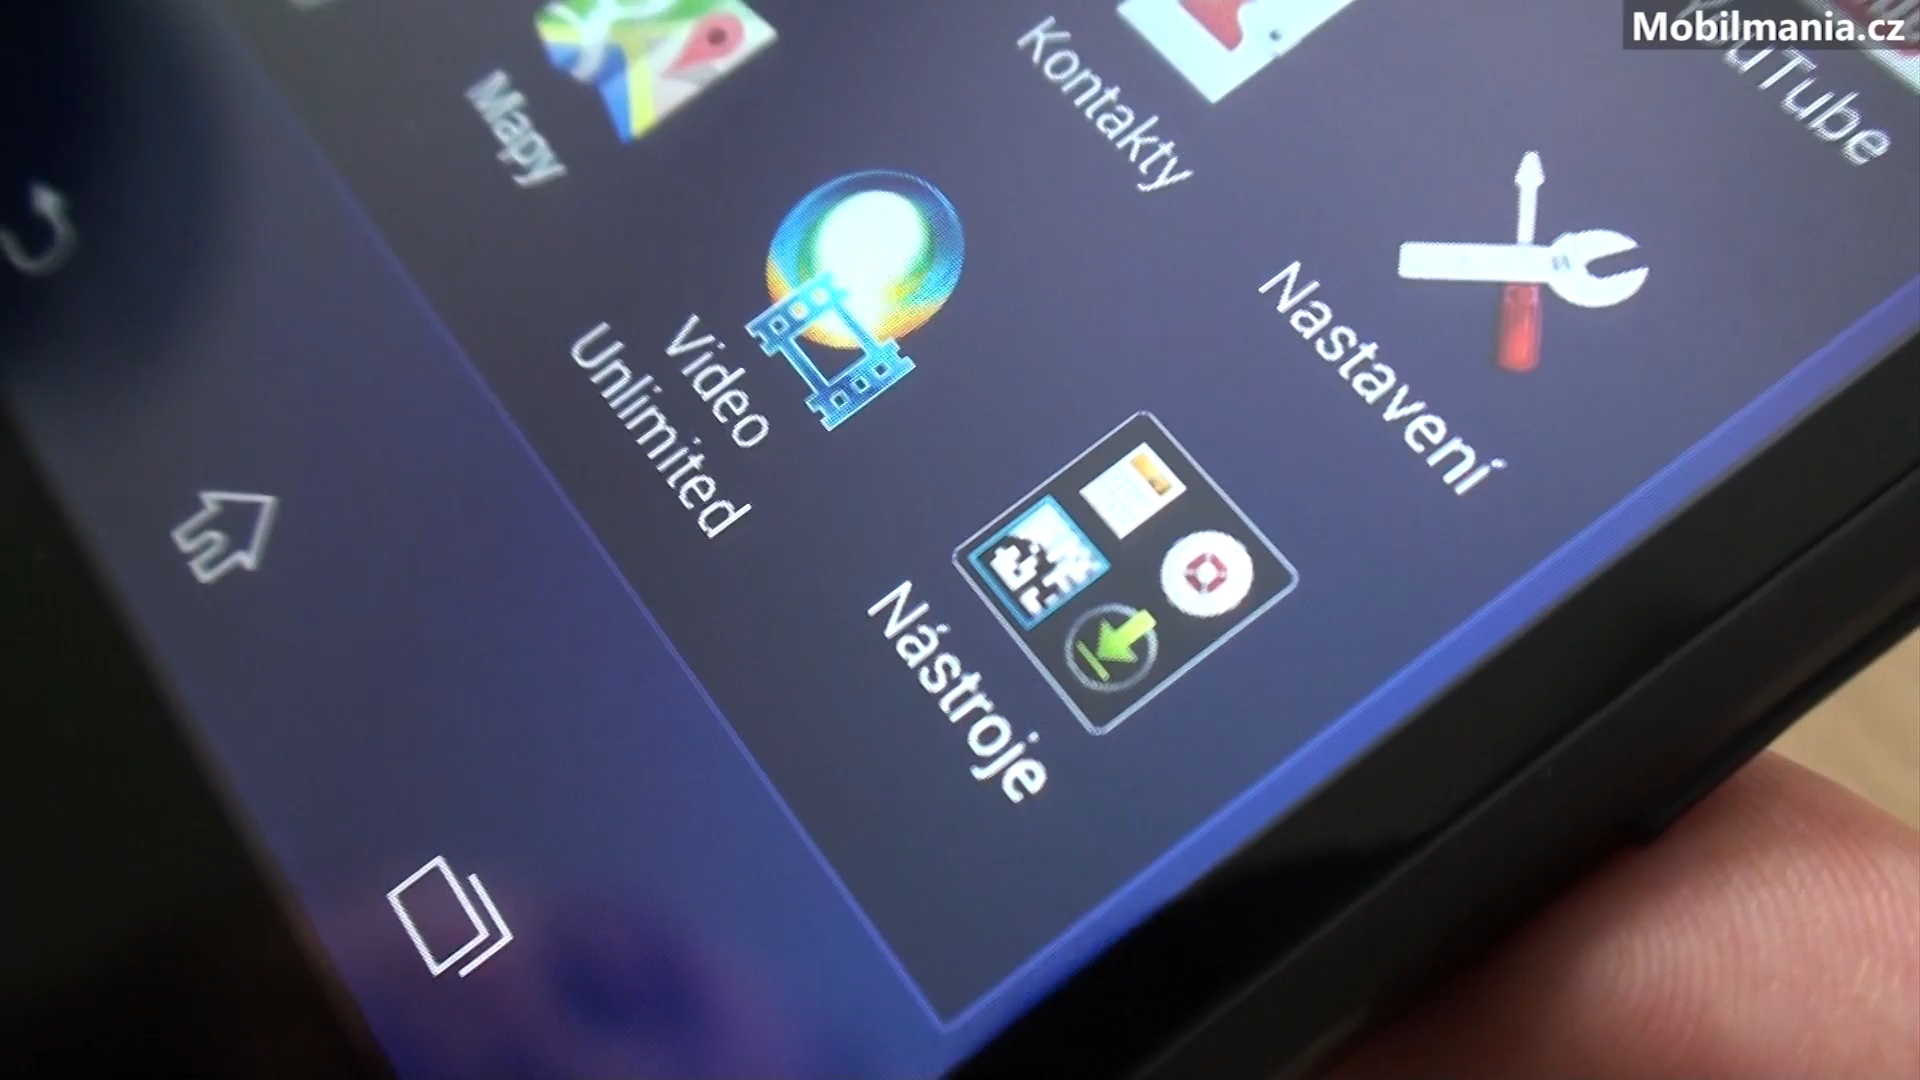 Mobilmania.cz
Mapy
Kontakty
YouTube
Video
Unlimited
Nastavení
Nástroje